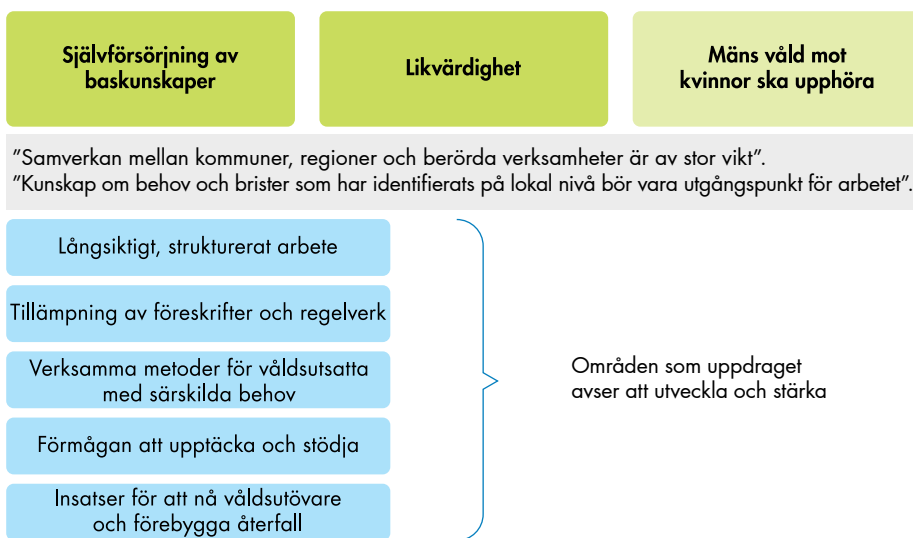 Självförsörjning av
baskunskaper
Likvärdighet
Mäns våld mot
kvinnor ska upphöra
”Samverkan mellan kommuner, regioner och berörda verksamheter är av stor vikt”.
”Kunskap om behov och brister som har identifierats på lokal nivå bör vara utgångspunkt för arbetet”.
Långsiktigt, strukturerat arbete
Tillämpning av föreskrifter och regelverk
Verksamma metoder för våldsutsatta
med särskilda behov
Förmågan att upptäcka och stödja
Insatser för att nå våldsutövare
och förebygga återfall
Områden som uppdraget
avser att utveckla och stärka